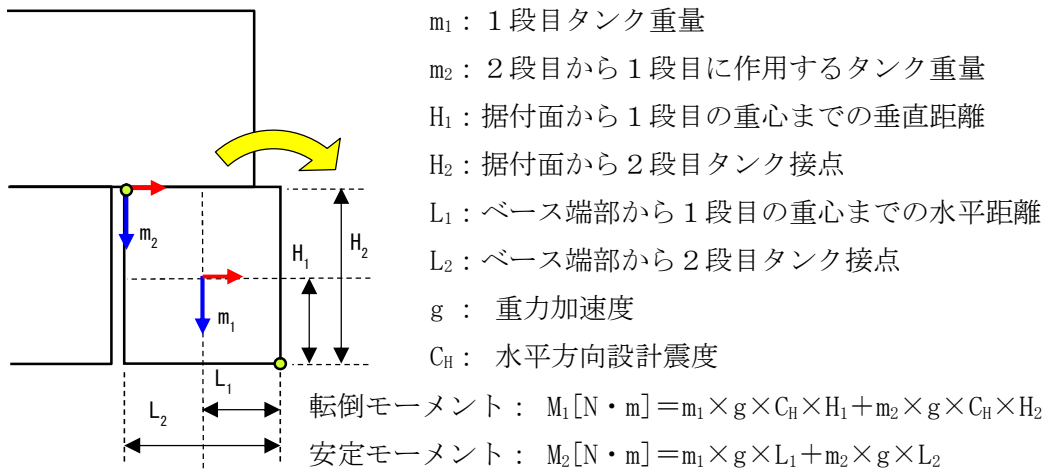 m₁：１段目タンク重量
m₂：２段目から１段目に作用するタンク重量
H₁：据付面から１段目の重心までの垂直距離
H₂：据付面から２段目タンク接点
L₁：ベース端部から１段目の重心までの水平距離
L₂：ベース端部から２段目タンク接点
g ： 重力加速度
C_H： 水平方向設計震度
転倒モーメント： M₁[N・m]＝m₁×g×C_H×H₁＋m₂×g×C_H×H₂
安定モーメント： M₂[N・m]＝m₁×g×L₁＋m₂×g×L₂
m₂
H₁
H₂
m₁
L₁
L₂